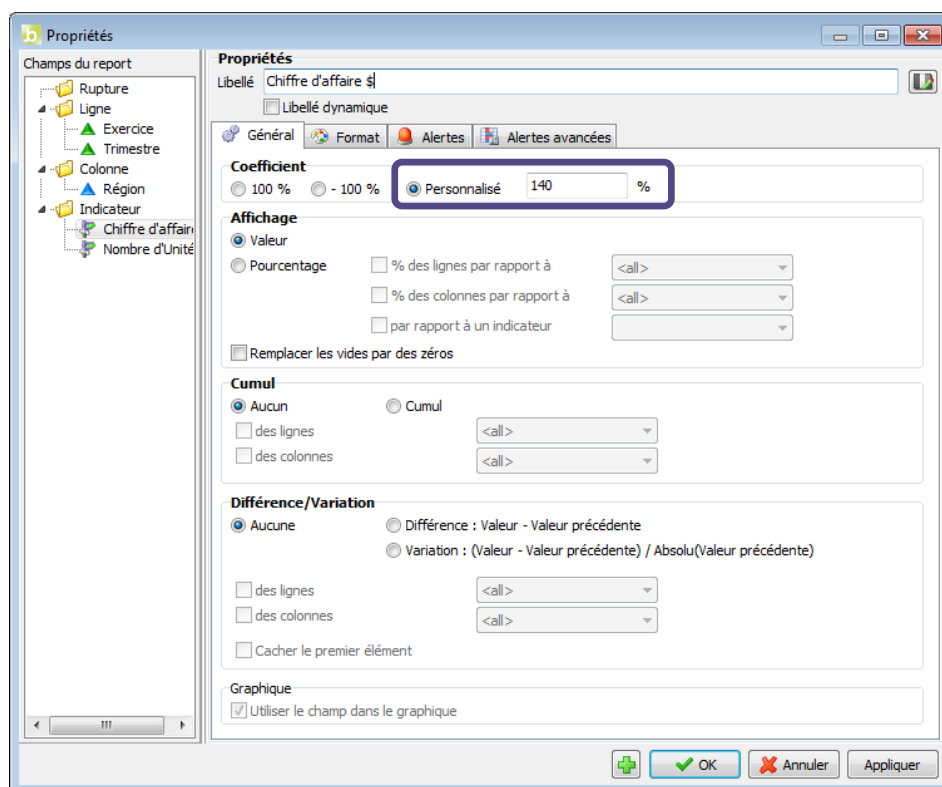 Propriétés
Champs du report
Rupture
Ligne
Exercice
Trimestre
Colonne
Région
Indicateur
Chiffre d'affair
Nombre d'Unité
Propriétés
Libellé Chiffre d'affaire $
Libellé dynamique
Général Format Alertes Alertes avancées
Coefficient
100 % - 100 % Personnalisé 140 %
Affichage
Valeur
Pourcentage % des lignes par rapport à <all>
% des colonnes par rapport à <all>
par rapport à un indicateur
Remplacer les vides par des zéros
Cumul
Aucun Cumul
des lignes <all>
des colonnes <all>
Différence/Variation
Aucune Différence : Valeur - Valeur précédente
Variation : (Valeur - Valeur précédente) / Absolu(Valeur précédente)
des lignes <all>
des colonnes <all>
Cacher le premier élément
Graphique
Utiliser le champ dans le graphique
OK Annuler Appliquer